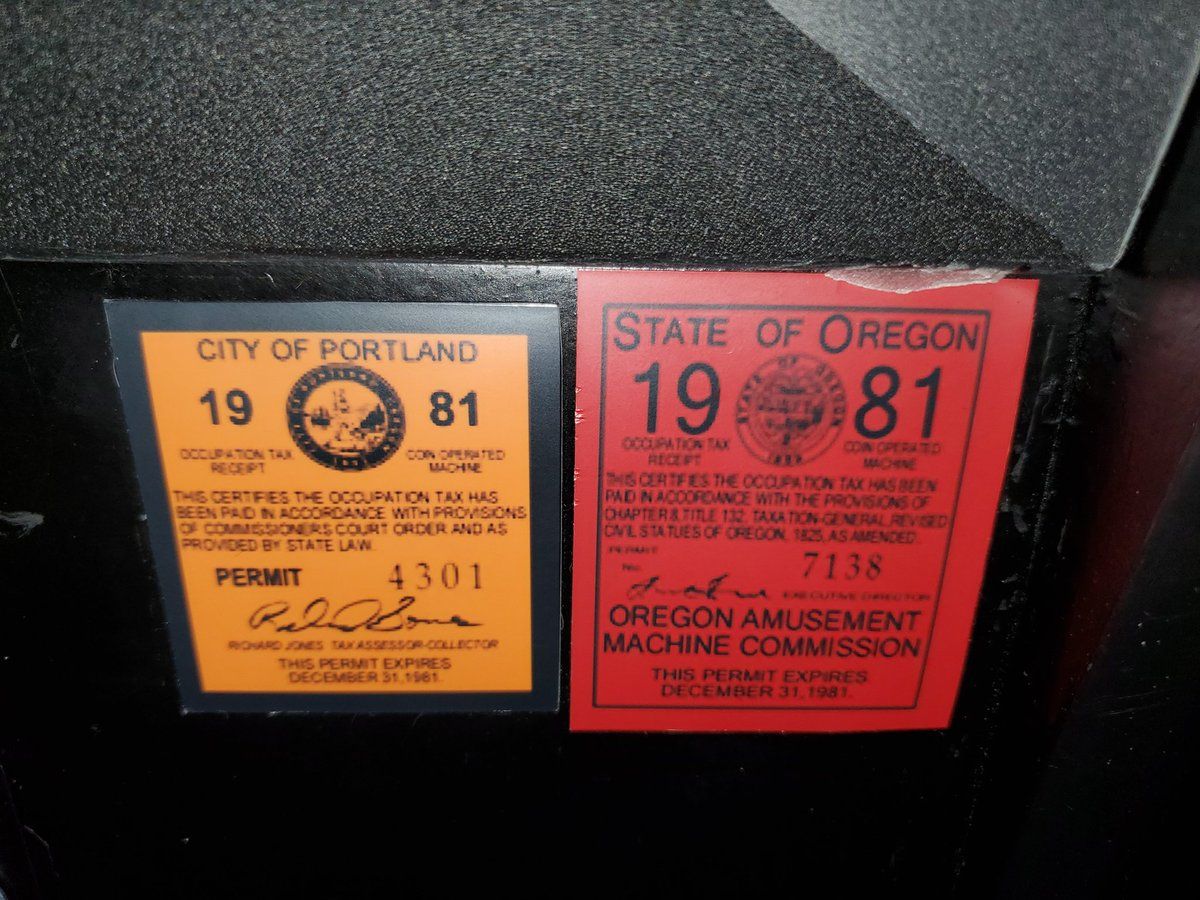 CITY OF PORTLAND
19 81
OCCUPATION TAX RECEIPT
COIN OPERATED MACHINE
THIS CERTIFIES THE OCCUPATION TAX HAS
BEEN PAID IN ACCORDANCE WITH PROVISIONS
OF COMMISSIONERS COURT ORDER AND AS
PROVIDED BY STATE LAW.
PERMIT 4301
RICHARD JONES TAX ASSESSOR-COLLECTOR
THIS PERMIT EXPIRES
DECEMBER 31, 1981.
STATE OF OREGON
19 81
STATE OF OREGON
OCCUPATION TAX RECEIPT
COIN OPERATED MACHINE
THIS CERTIFIES THE OCCUPATION TAX HAS BEEN
PAID IN ACCORDANCE WITH THE PROVISIONS OF
CHAPTER 8, TITLE 132, TAXATION-GENERAL, REVISED
CIVIL STATUES OF OREGON, 1925, AS AMENDED.
PERMIT
No. 7138
EXECUTIVE DIRECTOR
OREGON AMUSEMENT
MACHINE COMMISSION
THIS PERMIT EXPIRES
DECEMBER 31, 1981.